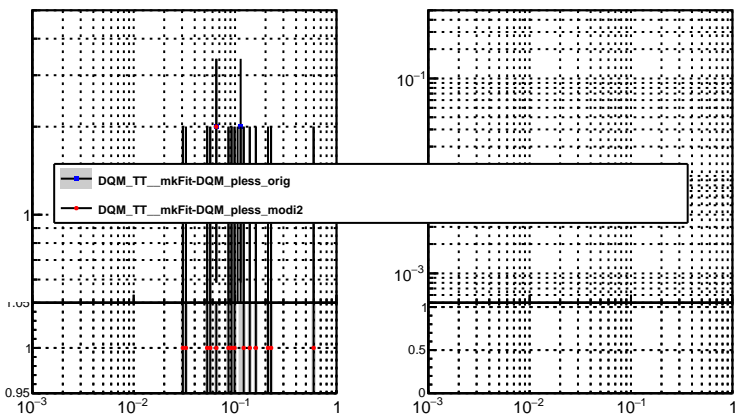 10⁻¹
DQM_TT__mkFit-DQM_pless_orig
DQM_TT__mkFit-DQM_pless_modi2
1
10⁻³
1.05
1
1
0.5
0.95
0
10⁻³ 10⁻² 10⁻¹ 1
10⁻³ 10⁻² 10⁻¹ 1